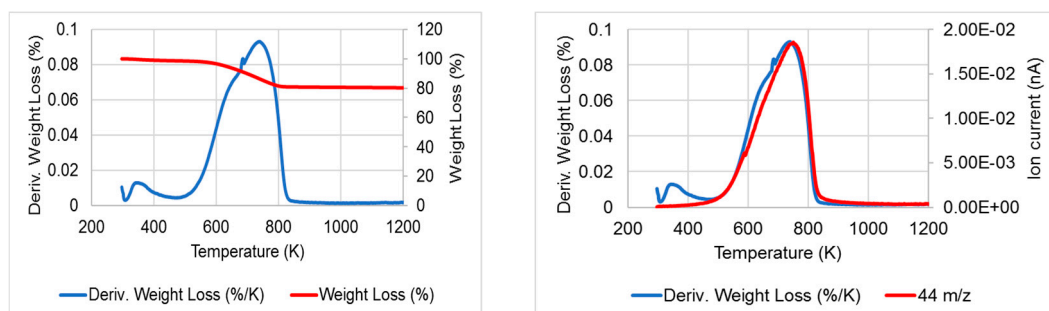 Deriv. Weight Loss (%)
0.1
0.08
0.06
0.04
0.02
0
120
100
80
60
40
20
0
Weight Loss (%)
200 400 600 800 1000 1200
Temperature (K)
Deriv. Weight Loss (%/K) Weight Loss (%)
Deriv. Weight Loss (%)
0.1
0.08
0.06
0.04
0.02
0
2.00E-02
1.50E-02
1.00E-02
5.00E-03
0.00E+00
Ion current (nA)
200 400 600 800 1000 1200
Temperature (K)
Deriv. Weight Loss (%/K) 44 m/z